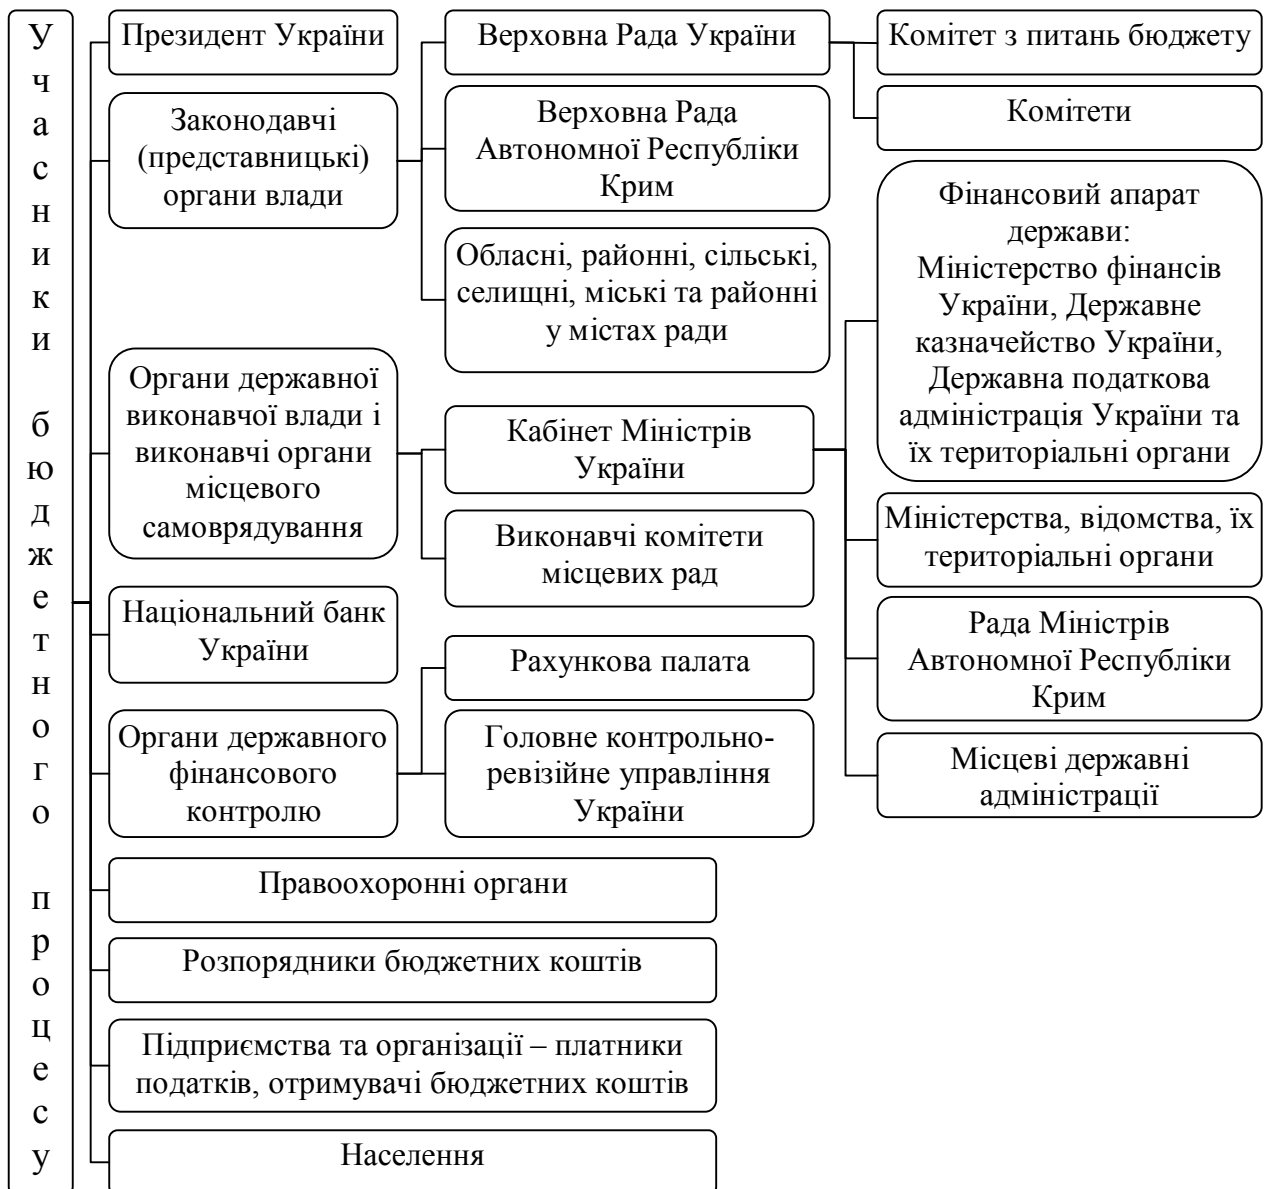 Учасники бюджетного процесу
Президент України
Законодавчі
(представницькі)
органи влади
Органи державної
виконавчої влади і
виконавчі органи
місцевого
самоврядування
Національний банк
України
Органи державного
фінансового
контролю
Правоохоронні органи
Розпорядники бюджетних коштів
Підприємства та організації – платники
податків, отримувачі бюджетних коштів
Населення
Верховна Рада України
Верховна Рада
Автономної Республіки
Крим
Обласні, районні, сільські,
селищні, міські та районні
у містах ради
Кабінет Міністрів
України
Виконавчі комітети
місцевих рад
Рахункова палата
Головне контрольно-
ревізійне управління
України
Комітет з питань бюджету
Комітети
Фінансовий апарат
держави:
Міністерство фінансів
України, Державне
казначейство України,
Державна податкова
адміністрація України та
їх територіальні органи
Міністерства, відомства, їх
територіальні органи
Рада Міністрів
Автономної Республіки
Крим
Місцеві державні
адміністрації